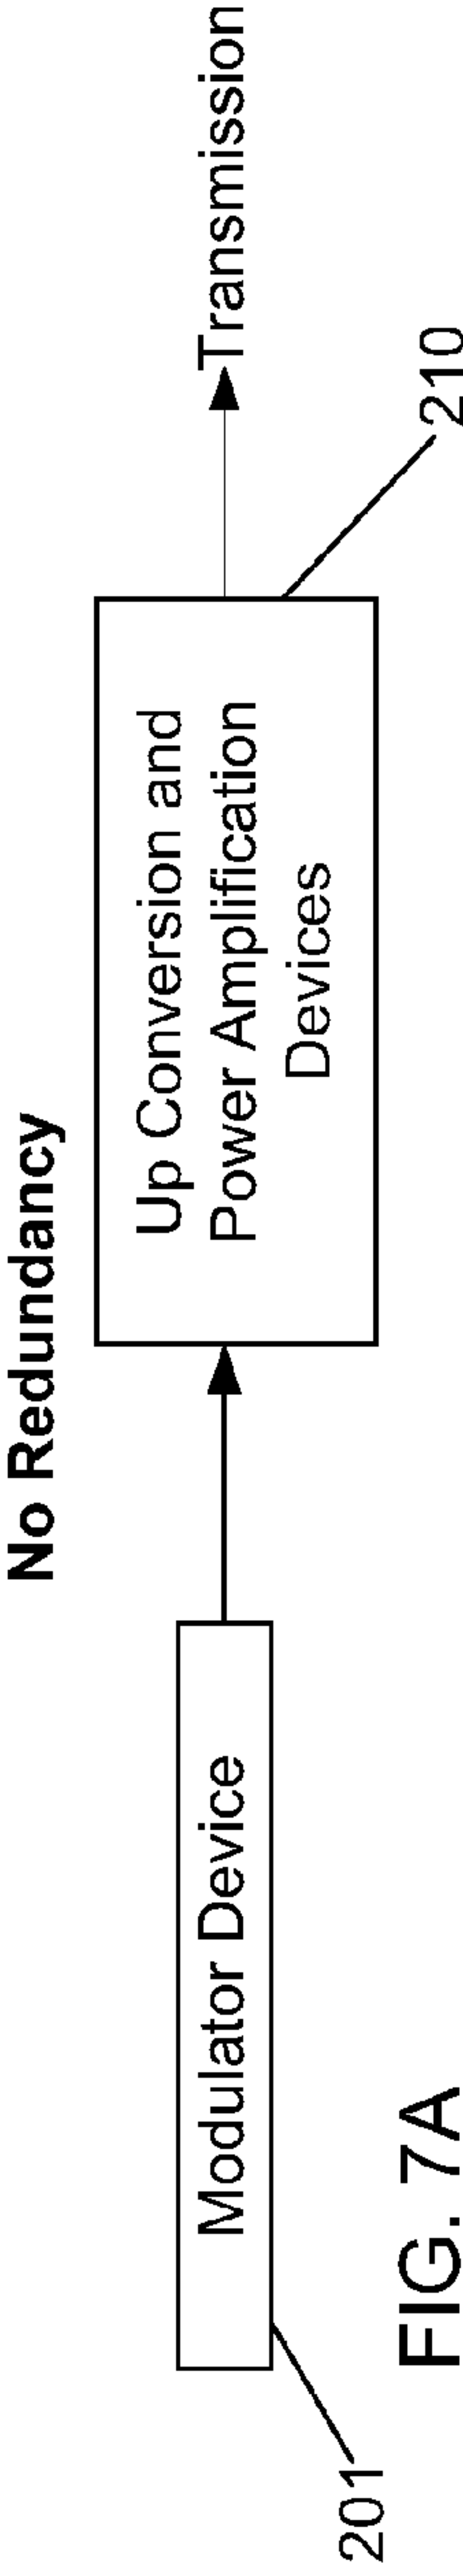 No Redundancy
Modulator Device
Up Conversion and
Power Amplification
Devices
Transmission
201
210
FIG. 7A